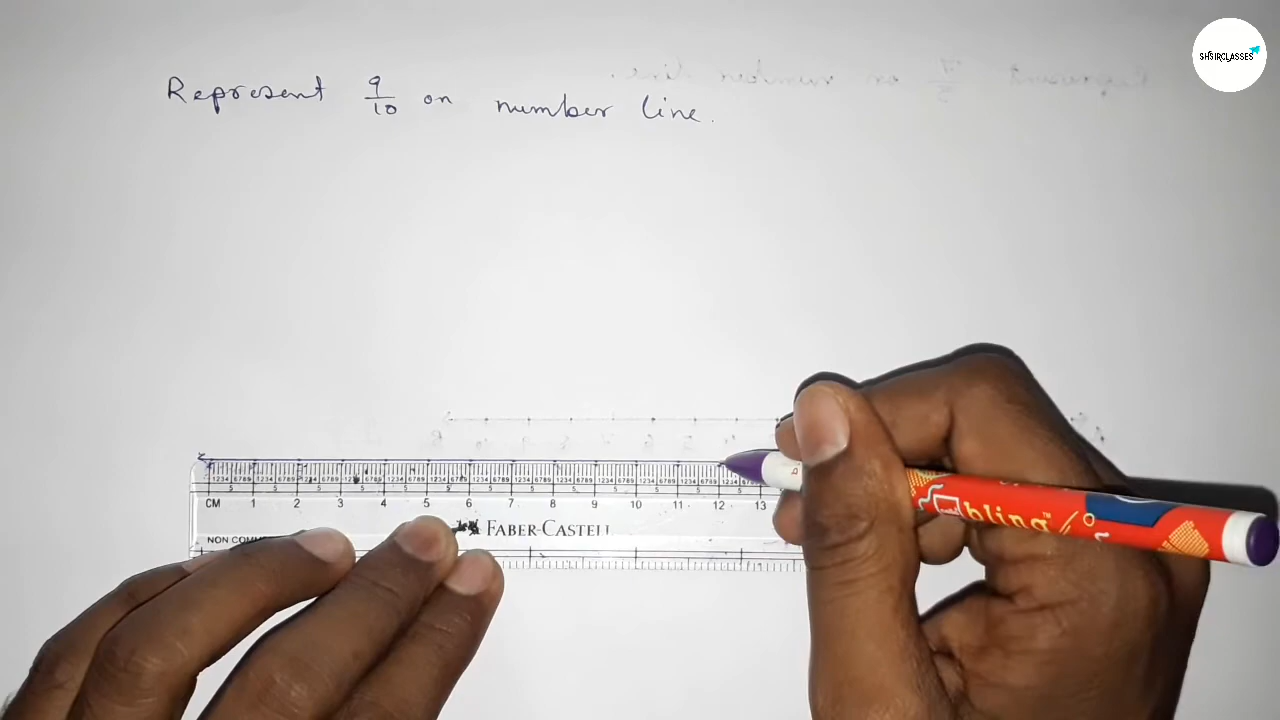 SHSIRCLASSES
Represent 9/10 on number line.
CM 1 2 3 4 5 6 7 8 9 10 11 12 13
FABER-CASTELL
bling™